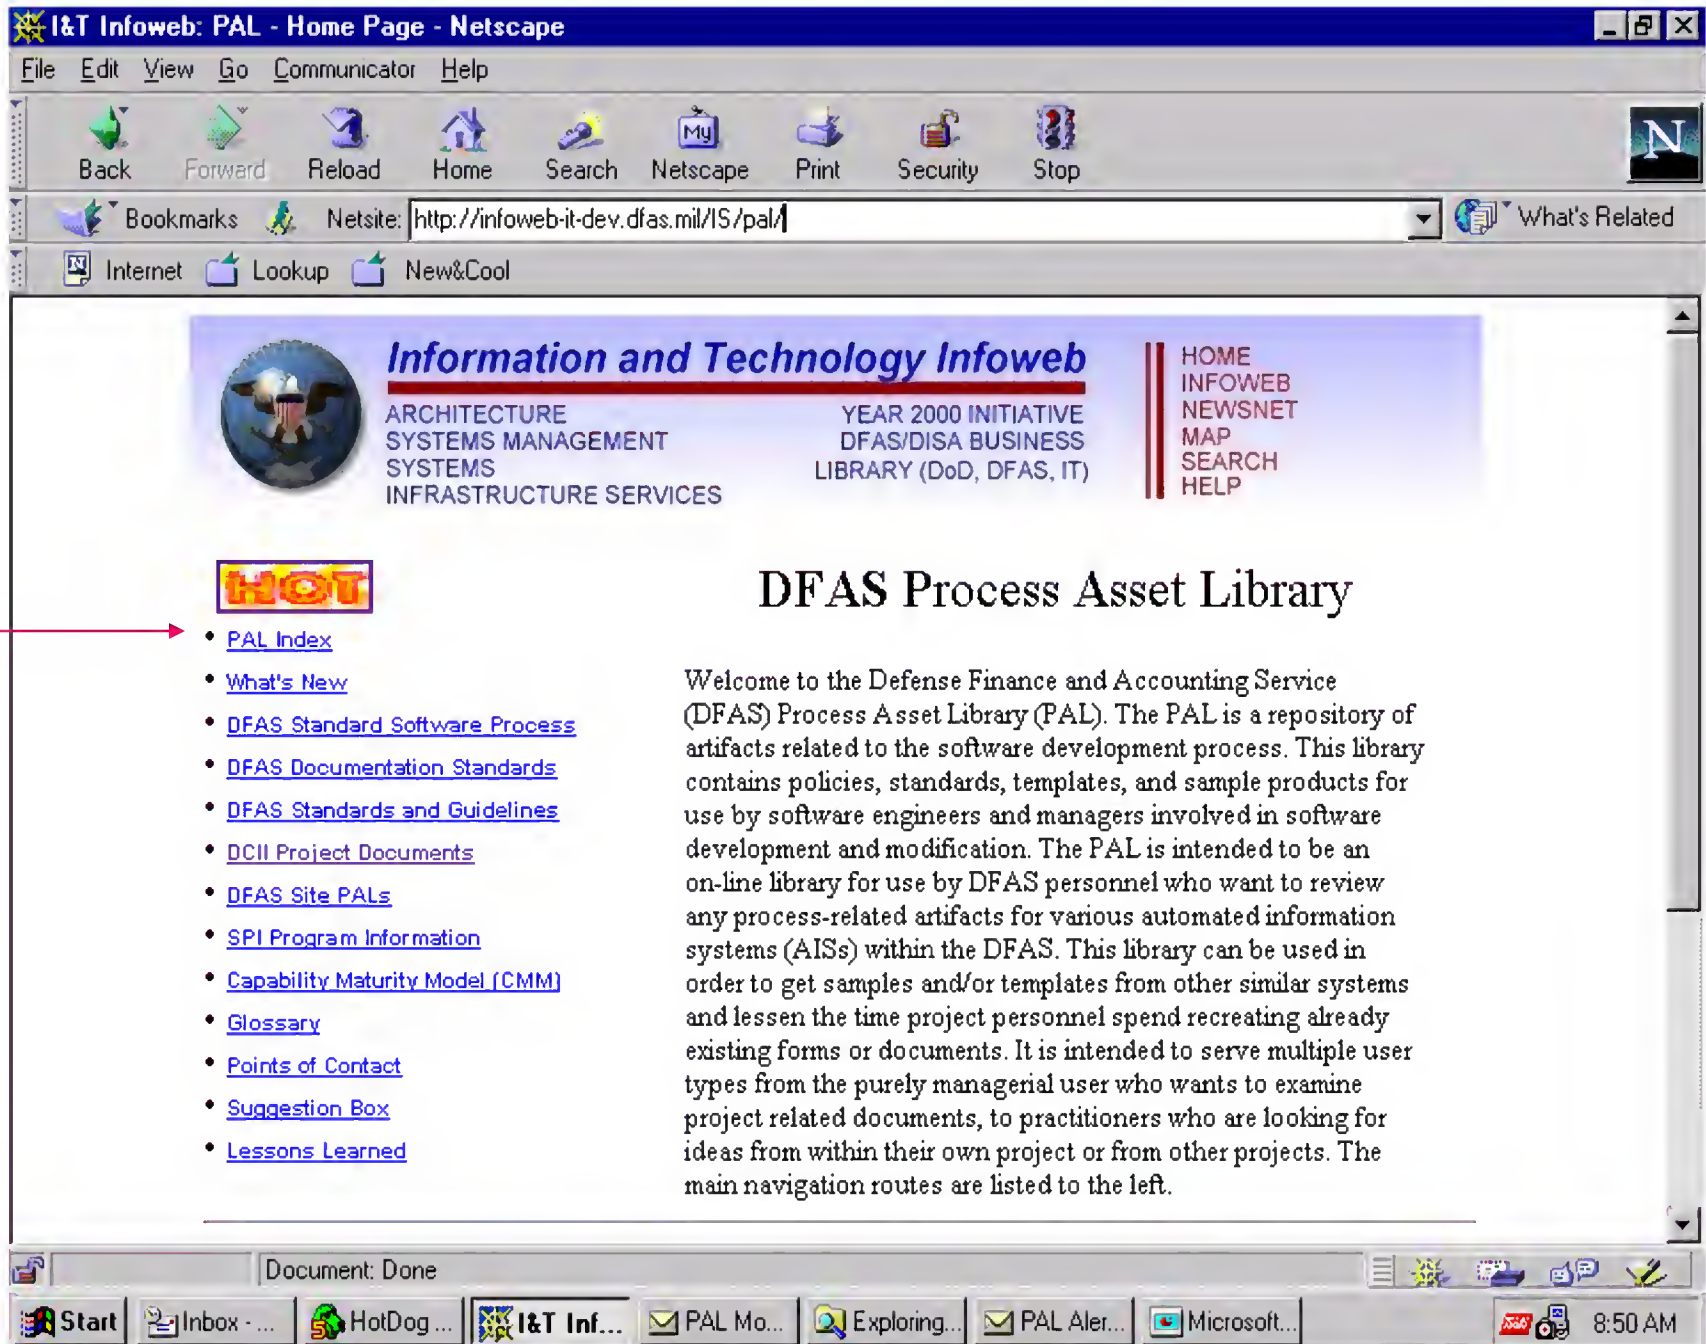 I&T Infoweb: PAL - Home Page - Netscape
File Edit View Go Communicator Help
My
N
Back Forward Reload Home Search Netscape Print Security Stop
Bookmarks Netsite: http://infoweb-it-dev.dfas.mil/IS/pal/ What's Related
Internet Lookup New&Cool
Information and Technology Infoweb
ARCHITECTURE
SYSTEMS MANAGEMENT
SYSTEMS
INFRASTRUCTURE SERVICES
YEAR 2000 INITIATIVE
DFAS/DISA BUSINESS
LIBRARY (DoD, DFAS, IT)
HOME
INFOWEB
NEWSNET
MAP
SEARCH
HELP
HOT
PAL Index
What's New
DFAS Standard Software Process
DFAS Documentation Standards
DFAS Standards and Guidelines
DCII Project Documents
DFAS Site PALs
SPI Program Information
Capability Maturity Model (CMM)
Glossary
Points of Contact
Suggestion Box
Lessons Learned
DFAS Process Asset Library
Welcome to the Defense Finance and Accounting Service
(DFAS) Process Asset Library (PAL). The PAL is a repository of
artifacts related to the software development process. This library
contains policies, standards, templates, and sample products for
use by software engineers and managers involved in software
development and modification. The PAL is intended to be an
on-line library for use by DFAS personnel who want to review
any process-related artifacts for various automated information
systems (AISs) within the DFAS. This library can be used in
order to get samples and/or templates from other similar systems
and lessen the time project personnel spend recreating already
existing forms or documents. It is intended to serve multiple user
types from the purely managerial user who wants to examine
project related documents, to practitioners who are looking for
ideas from within their own project or from other projects. The
main navigation routes are listed to the left.
Document: Done
Start Inbox - ... HotDog ... I&T Inf... PAL Mo... Exploring... PAL Aler... Microsoft... 8:50 AM